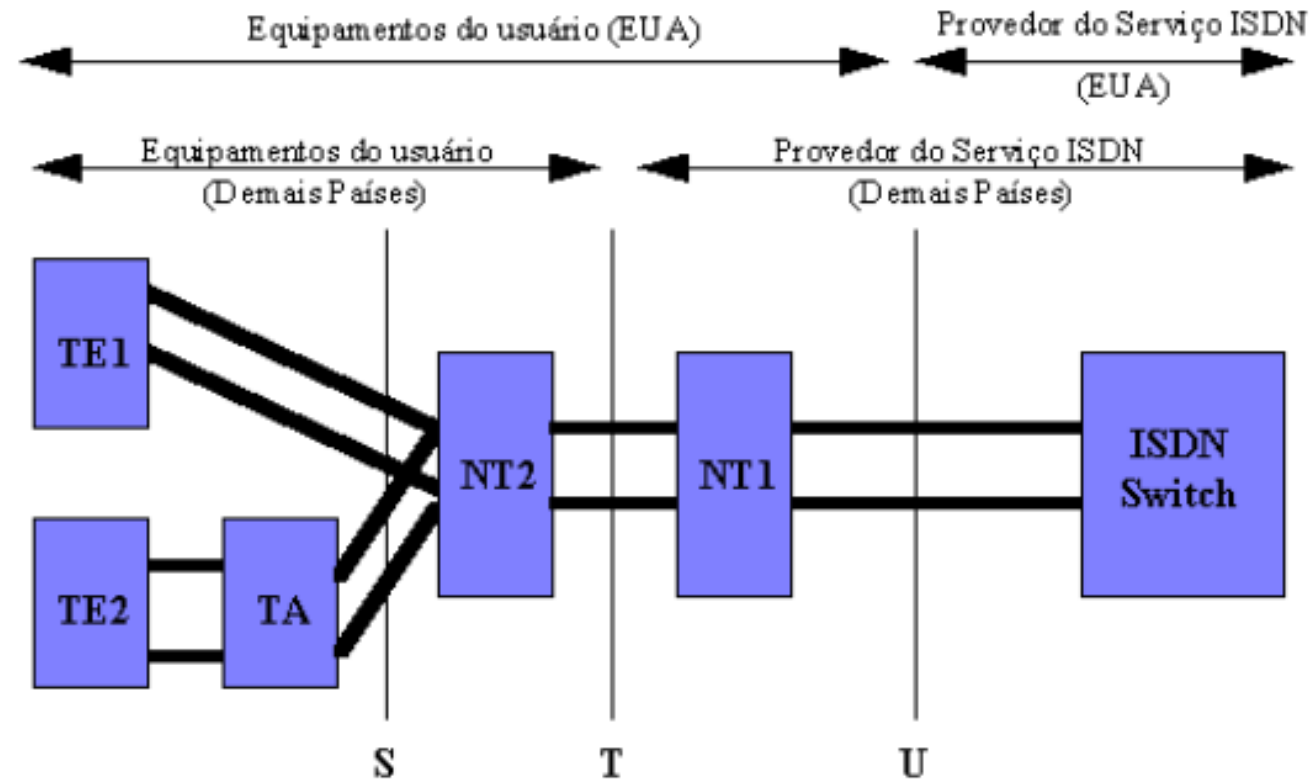 Equipamentos do usuário (EUA)
Provedor do Serviço ISDN
(EUA)
Equipamentos do usuário
(Demais Países)
Provedor do Serviço ISDN
(Demais Países)
TE1
NT2
NT1
ISDN
Switch
TE2
TA
S
T
U